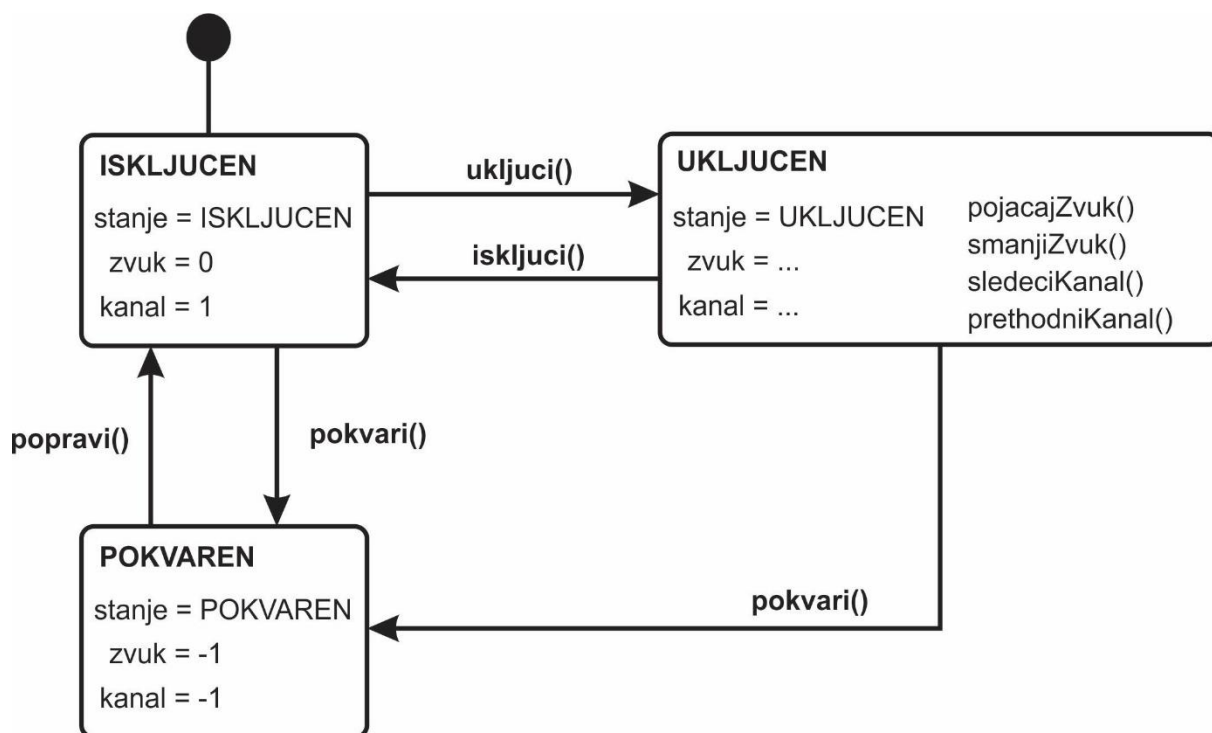 ISKLJUCEN
stanje = ISKLJUCEN
zvuk = 0
kanal = 1
ukljuci()
iskljuci()
UKLJUCEN
stanje = UKLJUCEN
zvuk = ...
kanal = ...
pojacajZvuk()
smanjiZvuk()
sledeciKanal()
prethodniKanal()
popravi()
pokvari()
POKVAREN
stanje = POKVAREN
zvuk = -1
kanal = -1
pokvari()